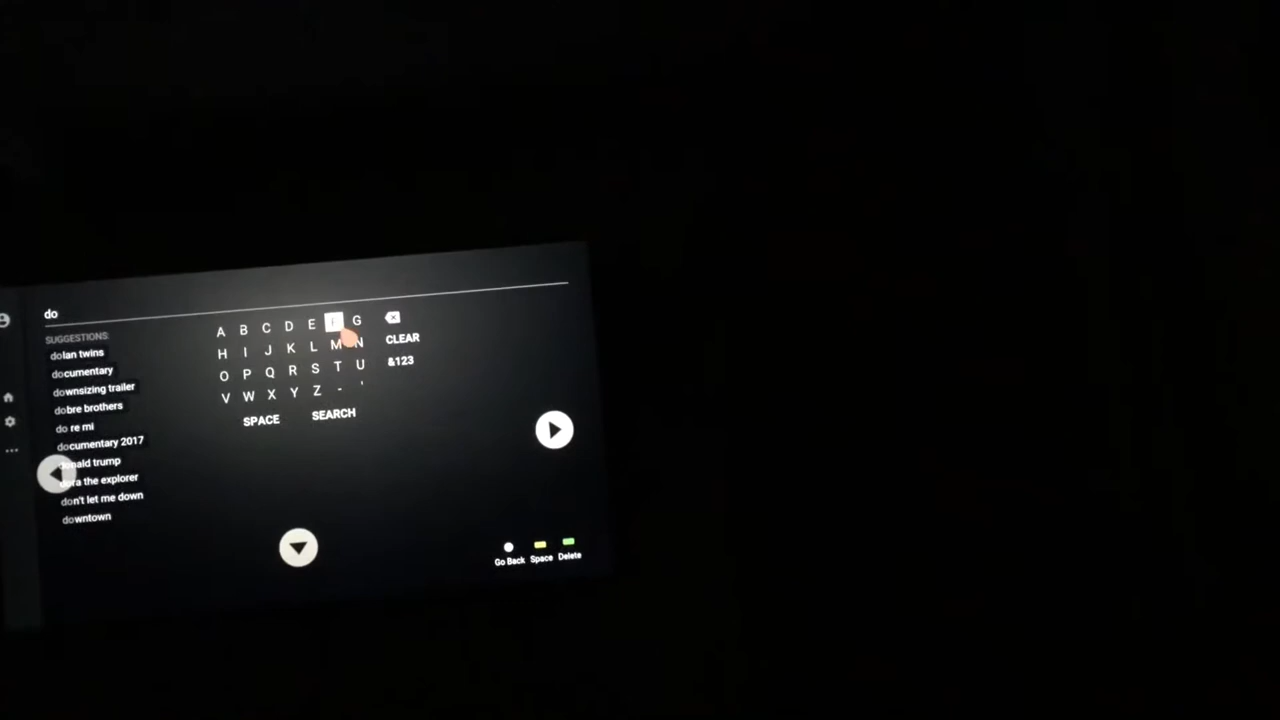 do
SUGGESTIONS:
dolan twins
documentary
downsizing trailer
dobre brothers
do re mi
documentary 2017
donald trump
dora the explorer
don't let me down
downtown
A B C D E F G
H I J K L M N
O P Q R S T U
V W X Y Z - '
SPACE SEARCH
CLEAR
&123
Go Back Space Delete